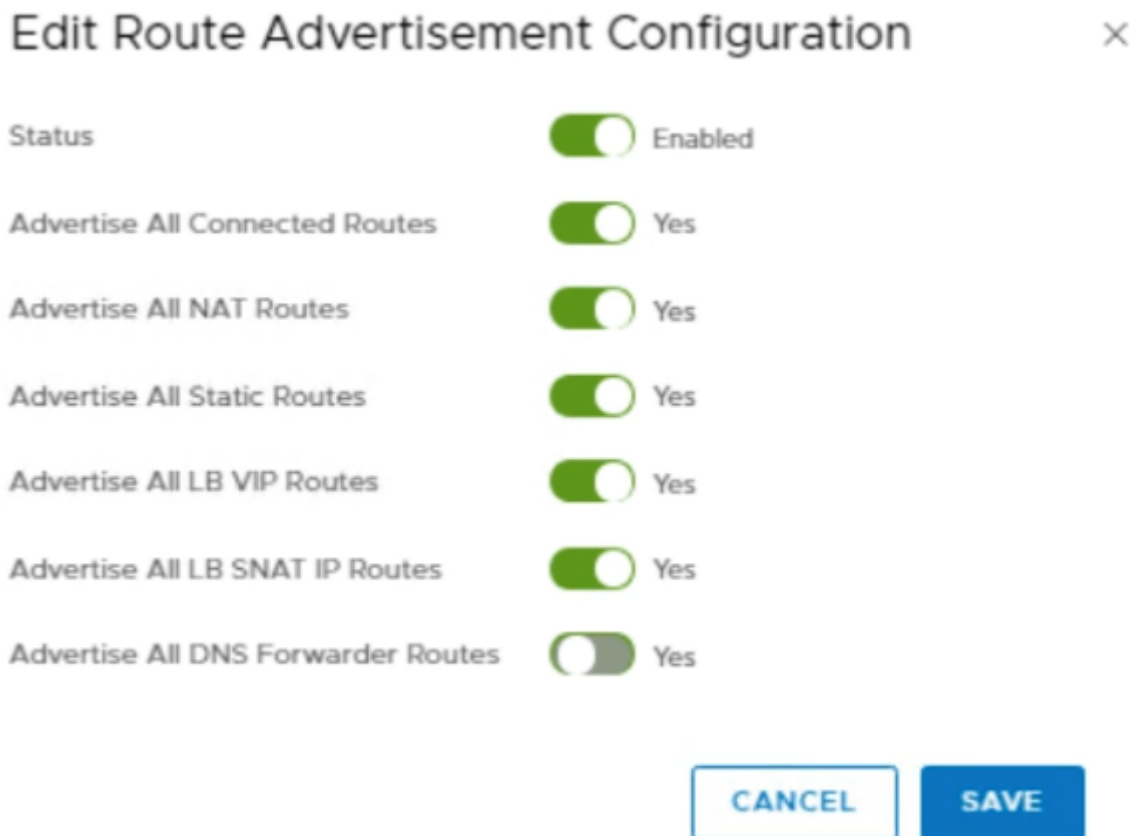 Edit Route Advertisement Configuration
Status Enabled
Advertise All Connected Routes Yes
Advertise All NAT Routes Yes
Advertise All Static Routes Yes
Advertise All LB VIP Routes Yes
Advertise All LB SNAT IP Routes Yes
Advertise All DNS Forwarder Routes Yes
CANCEL SAVE